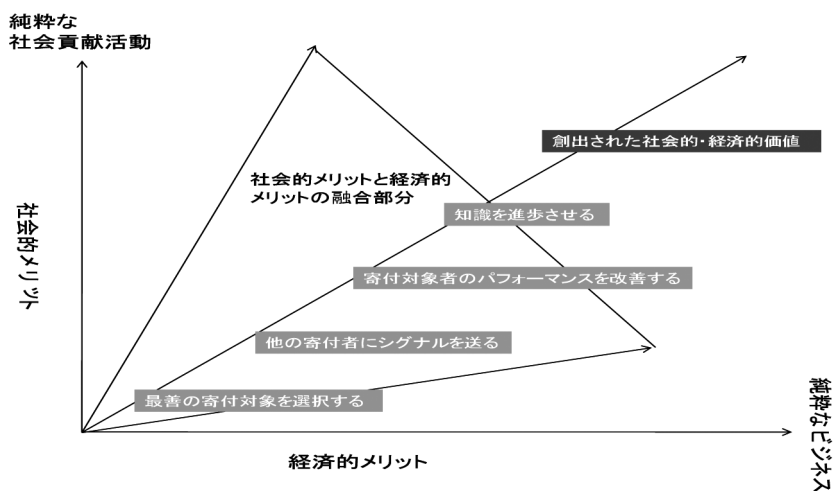 純粋な
社会貢献活動
創出された社会的・経済的価値
社会的メリットと経済的
メリットの融合部分
知識を進歩させる
社会的メリット
寄付対象者のパフォーマンスを改善する
他の寄付者にシグナルを送る
最善の寄付対象を選択する
純粋なビジネス
経済的メリット